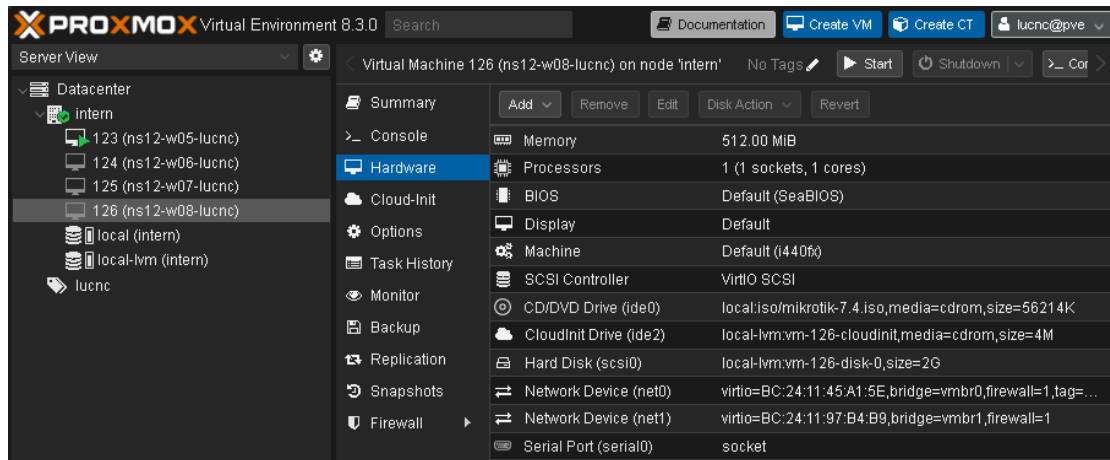 PROXMOX Virtual Environment 8.3.0 Search Documentation Create VM Create CT lucnc@pve
Server View
Virtual Machine 126 (ns12-w08-lucnc) on node 'intern' No Tags Start Shutdown
Datacenter
intern
123 (ns12-w05-lucnc)
124 (ns12-w06-lucnc)
125 (ns12-w07-lucnc)
126 (ns12-w08-lucnc)
local (intern)
local-lvm (intern)
lucnc
Summary
>_ Console
Hardware
Cloud-Init
Options
Task History
Monitor
Backup
Replication
Snapshots
Firewall
Add Remove Edit Disk Action Revert
Memory 512.00 MiB
Processors 1 (1 sockets, 1 cores)
BIOS Default (SeaBIOS)
Display Default
Machine Default (i440fx)
SCSI Controller VirtIO SCSI
CD/DVD Drive (ide0) local:iso/mikrotik-7.4.iso,media=cdrom,size=56214K
CloudInit Drive (ide2) local-lvm:vm-126-cloudinit,media=cdrom,size=4M
Hard Disk (scsi0) local-lvm:vm-126-disk-0,size=2G
Network Device (net0) virtio=BC:24:11:45:A1:5E,bridge=vmbr0,firewall=1,tag=...
Network Device (net1) virtio=BC:24:11:97:B4:B9,bridge=vmbr1,firewall=1
Serial Port (serial0) socket